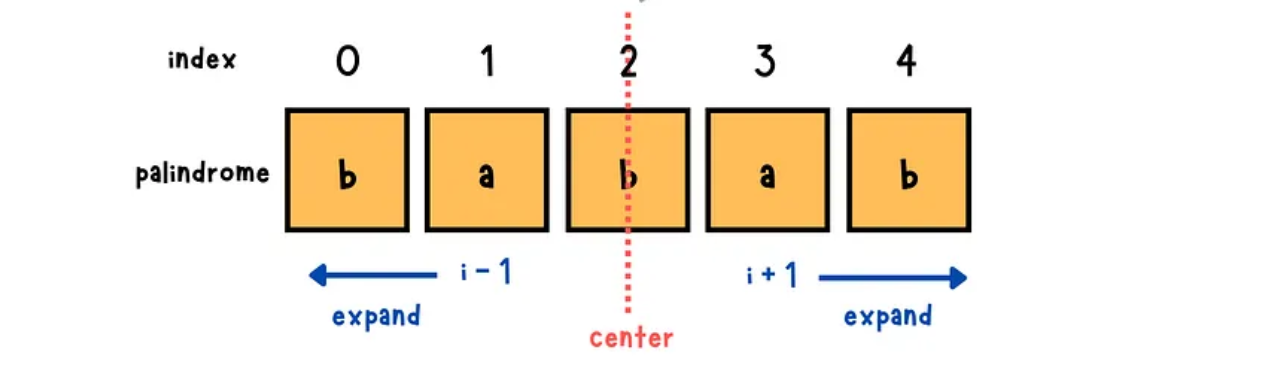 index 0 1 2 3 4
palindrome b a b a b
i - 1 i + 1
expand expand
center